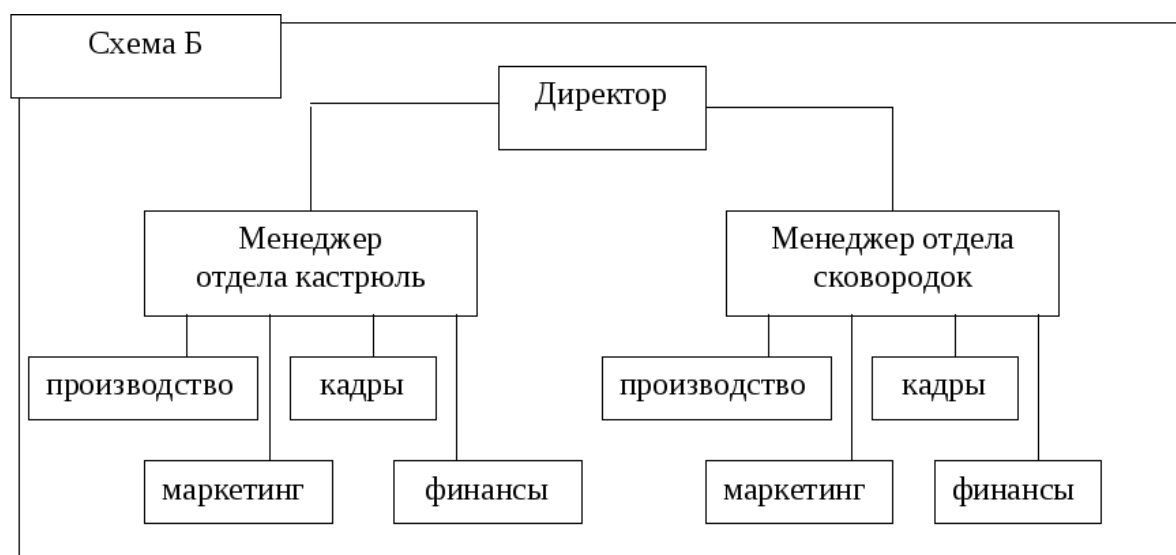 Схема Б
Директор
Менеджер
отдела кастрюль
Менеджер отдела
сковородок
производство
кадры
производство
кадры
маркетинг
финансы
маркетинг
финансы